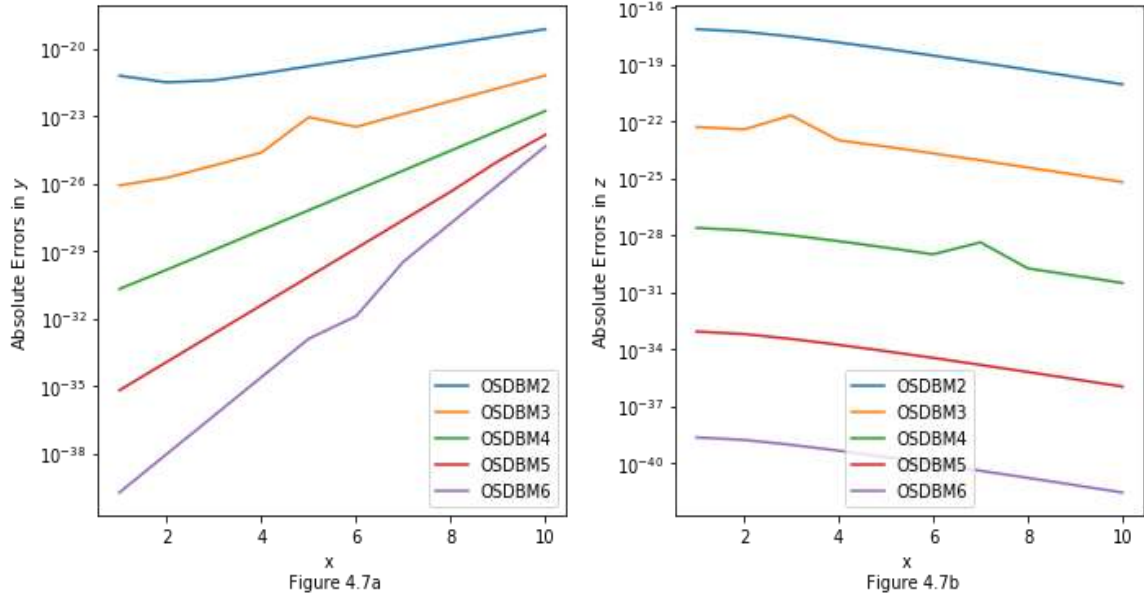 Absolute Errors in y
10⁻²⁰
10⁻²³
10⁻²⁶
10⁻²⁹
10⁻³²
10⁻³⁵
10⁻³⁸
OSDBM2
OSDBM3
OSDBM4
OSDBM5
OSDBM6
2 4 6 8 10
x
Figure 4.7a
Absolute Errors in z
10⁻¹⁶
10⁻¹⁹
10⁻²²
10⁻²⁵
10⁻²⁸
10⁻³¹
10⁻³⁴
10⁻³⁷
10⁻⁴⁰
OSDBM2
OSDBM3
OSDBM4
OSDBM5
OSDBM6
2 4 6 8 10
x
Figure 4.7b